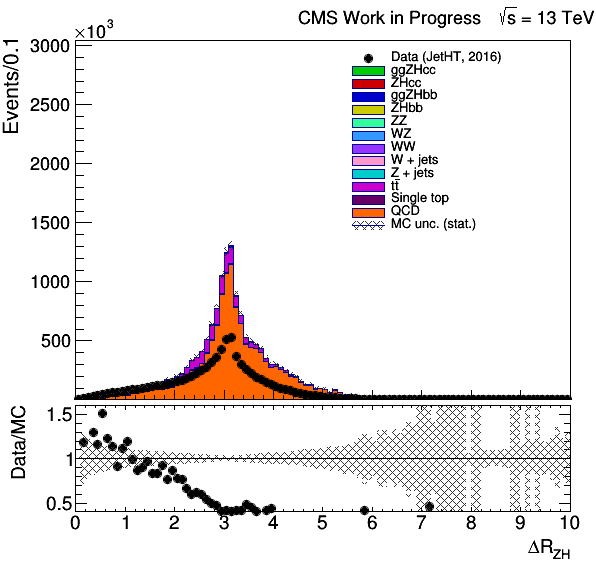 CMS Work in Progress √s = 13 TeV
×10³
Events/0.1
3000
2500
2000
1500
1000
500
Data (JetHT, 2016)
ggZHcc
ZHcc
ggZHbb
ZHbb
ZZ
WZ
WW
W + jets
Z + jets
tt̄
Single top
QCD
MC unc. (stat.)
Data/MC
1.5
1
0.5
0 1 2 3 4 5 6 7 8 9 10
ΔR_ZH